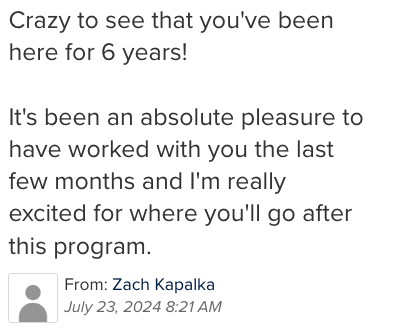 Crazy to see that you've been
here for 6 years!
It's been an absolute pleasure to
have worked with you the last
few months and I'm really
excited for where you'll go after
this program.
From: Zach Kapalka
July 23, 2024 8:21 AM